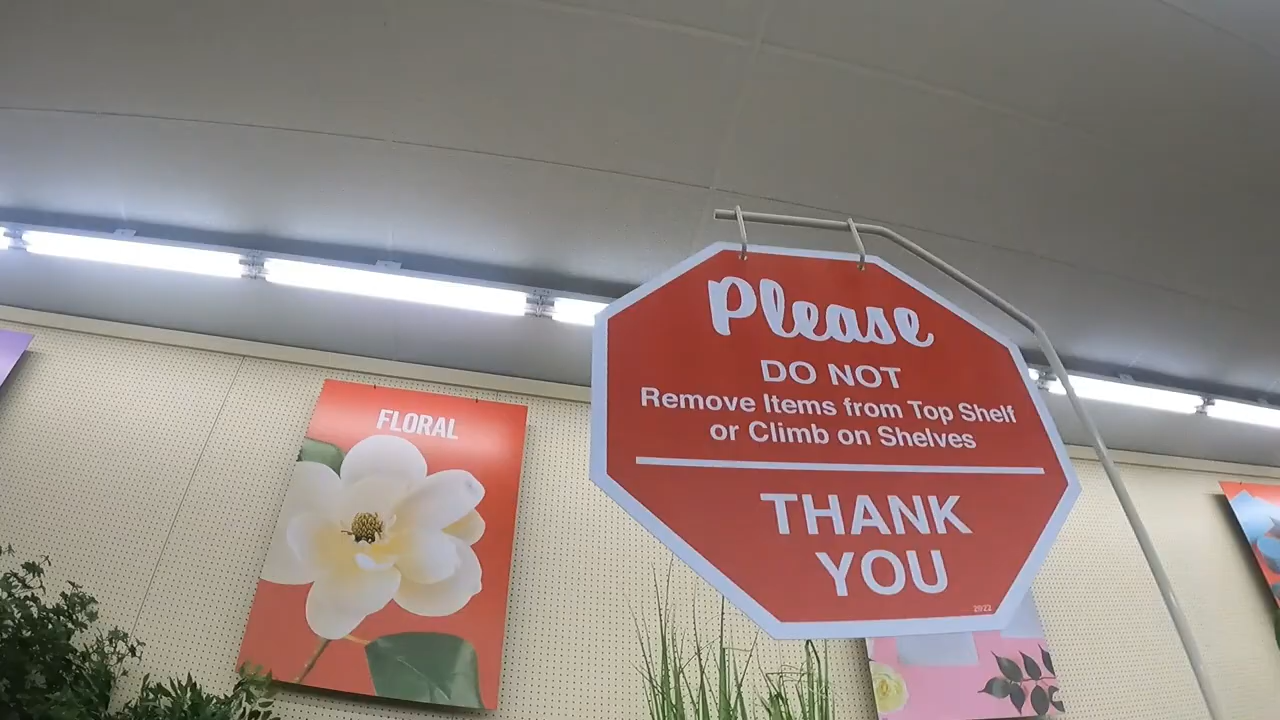 FLORAL
Please
DO NOT
Remove Items from Top Shelf
or Climb on Shelves
THANK
YOU
2022